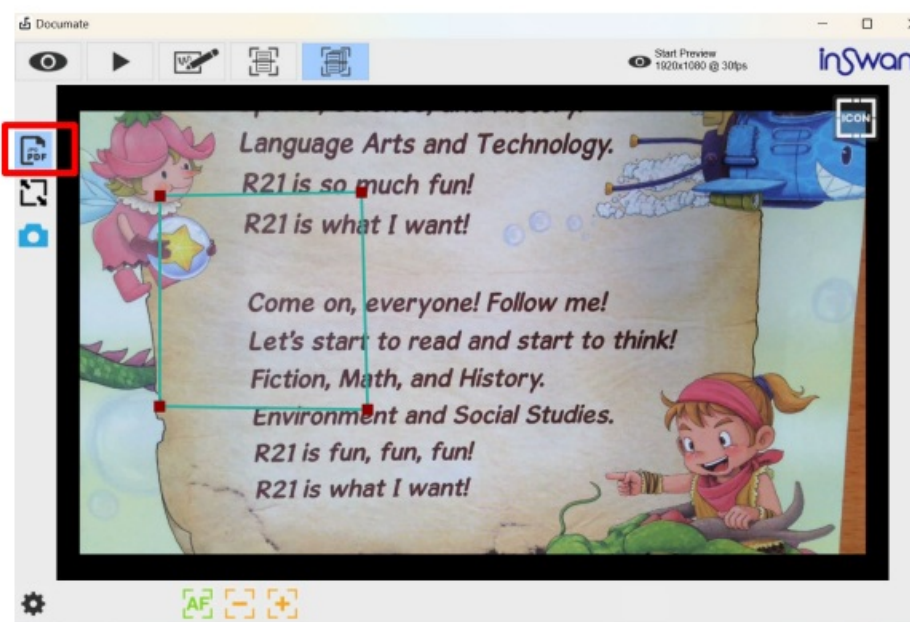 Documate
Start Preview
1920x1080 @ 30fps
inSwan
W
JPG
PDF
ICON
Language Arts and Technology.
R21 is so much fun!
R21 is what I want!
Come on, everyone! Follow me!
Let's start to read and start to think!
Fiction, Math, and History.
Environment and Social Studies.
R21 is fun, fun, fun!
R21 is what I want!
AF